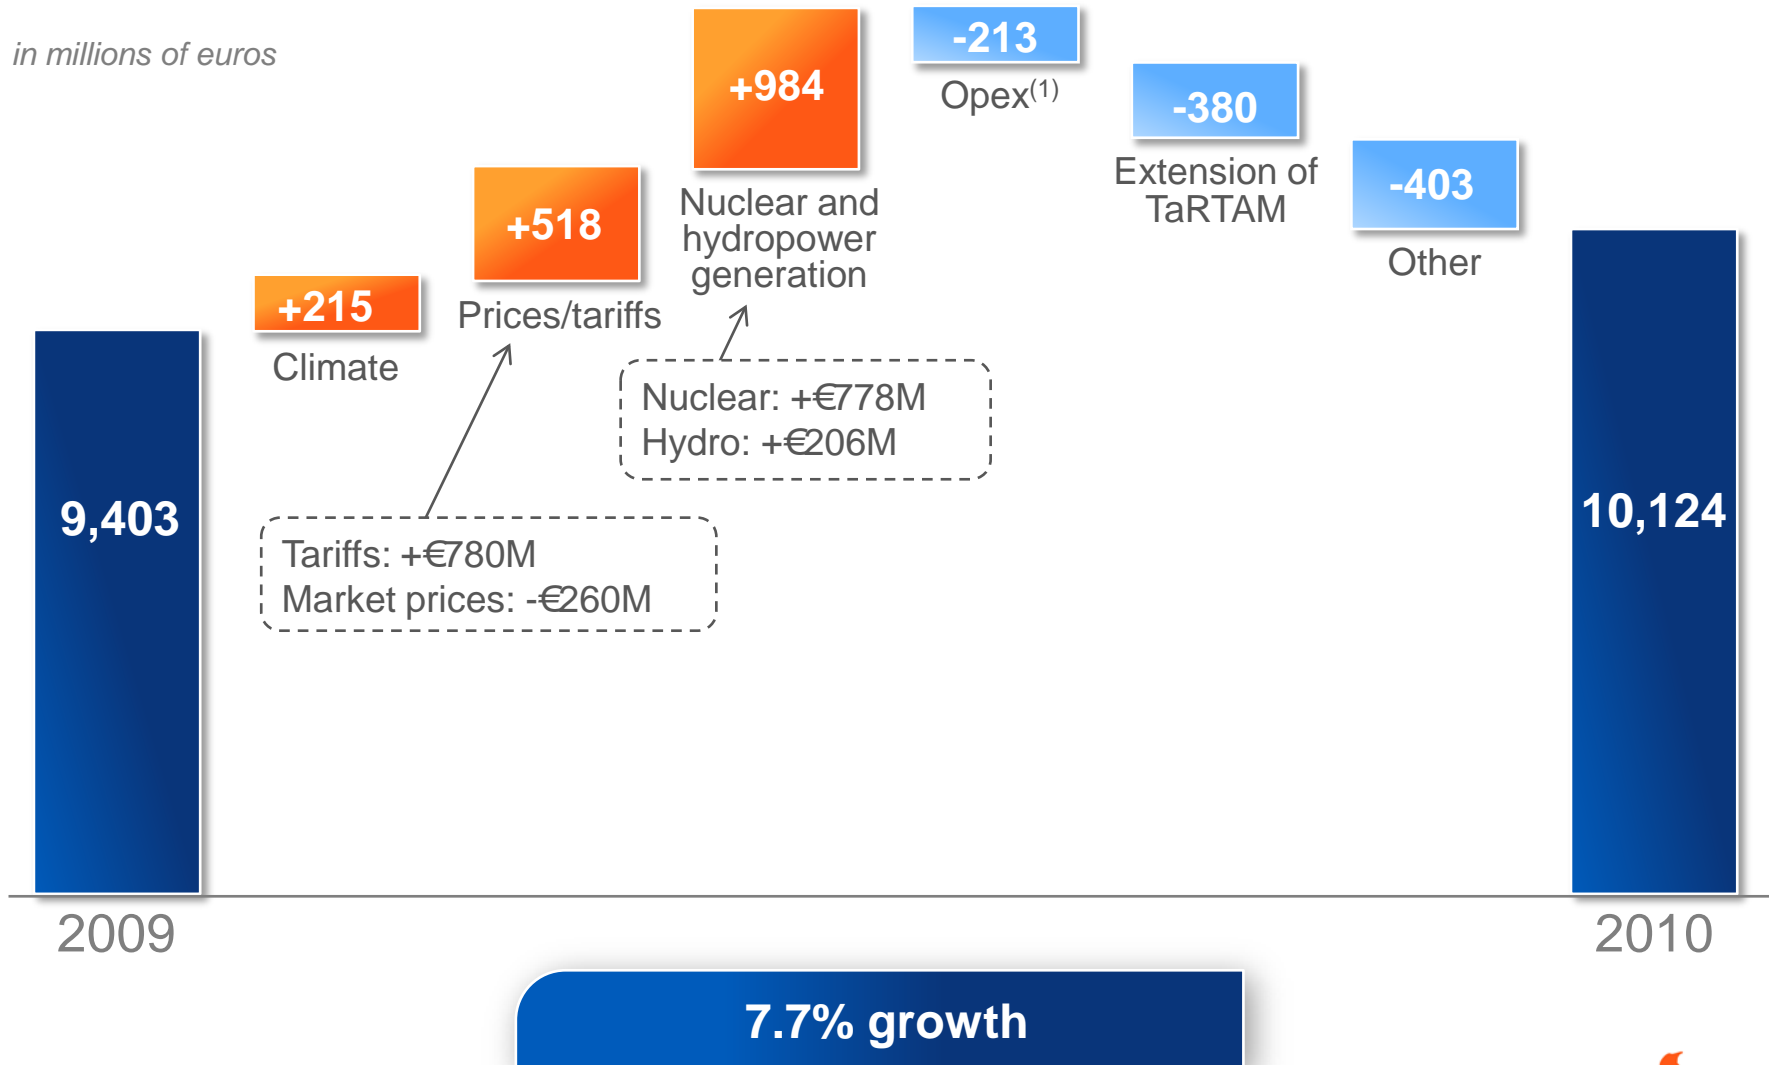 in millions of euros
+984
-213
Opex(1)
-380
Extension of
TaRTAM
-403
Other
+518
Nuclear and
hydropower
generation
+215
Prices/tariffs
Climate
Nuclear: +€778M
Hydro: +€206M
9,403
10,124
Tariffs: +€780M
Market prices: -€260M
2009
2010
7.7% growth